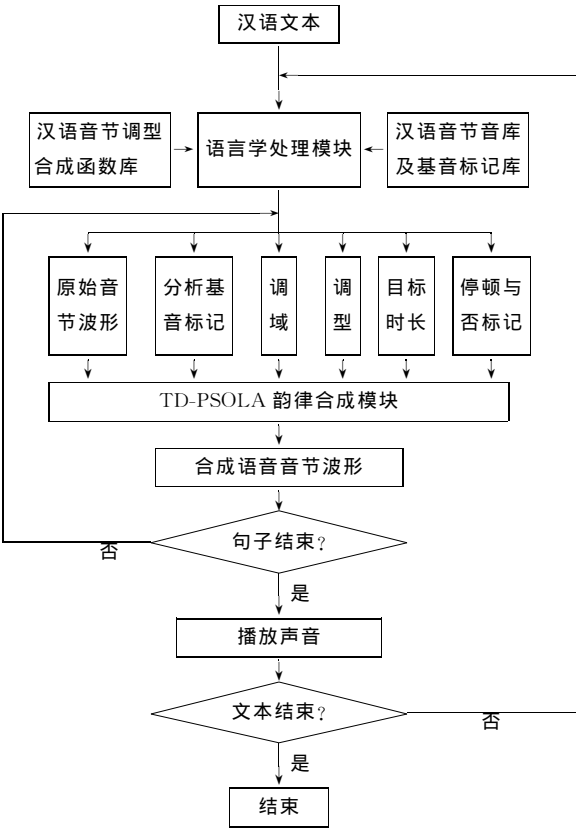 汉语文本
汉语音节调型
合成函数库
语言学处理模块
汉语音节音库
及基音标记库
原始音
节波形
分析基
音标记
调
域
调
型
目标
时长
停顿与
否标记
TD-PSOLA 韵律合成模块
合成语音音节波形
句子结束?
否
是
播放声音
文本结束?
否
是
结束